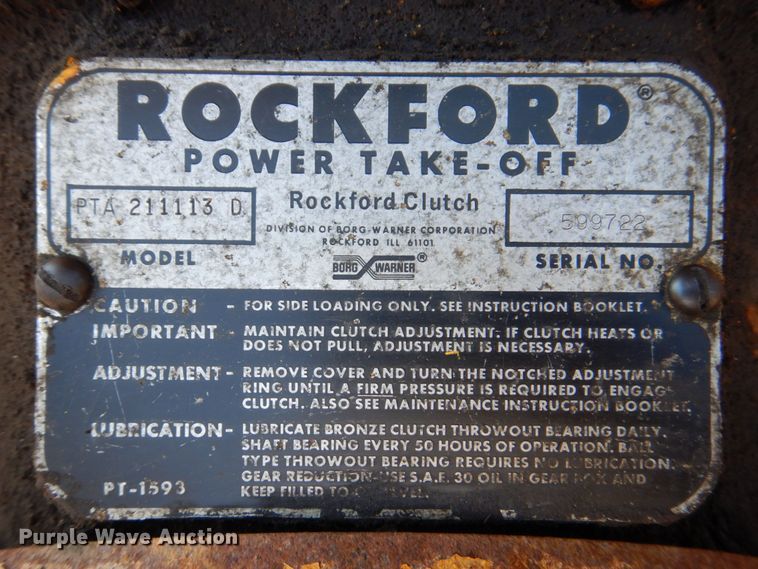 ROCKFORD®
POWER TAKE-OFF
PTA 211113 D
Rockford Clutch
599722
DIVISION OF BORG-WARNER CORPORATION
ROCKFORD ILL 61101
MODEL
BORG WARNER®
SERIAL NO.
CAUTION - FOR SIDE LOADING ONLY. SEE INSTRUCTION BOOKLET.
IMPORTANT - MAINTAIN CLUTCH ADJUSTMENT. IF CLUTCH HEATS OR
DOES NOT PULL, ADJUSTMENT IS NECESSARY.
ADJUSTMENT - REMOVE COVER AND TURN THE NOTCHED ADJUSTMENT
RING UNTIL A FIRM PRESSURE IS REQUIRED TO ENGAGE
CLUTCH. ALSO SEE MAINTENANCE INSTRUCTION BOOKLET.
LUBRICATION - LUBRICATE BRONZE CLUTCH THROWOUT BEARING DAILY.
SHAFT BEARING EVERY 50 HOURS OF OPERATION. BALL
TYPE THROWOUT BEARING REQUIRES NO LUBRICATION.
GEAR REDUCTION-USE S.A.E. 30 OIL IN GEAR BOX AND
PT-1593 KEEP FILLED TO LEVEL.
Purple Wave Auction